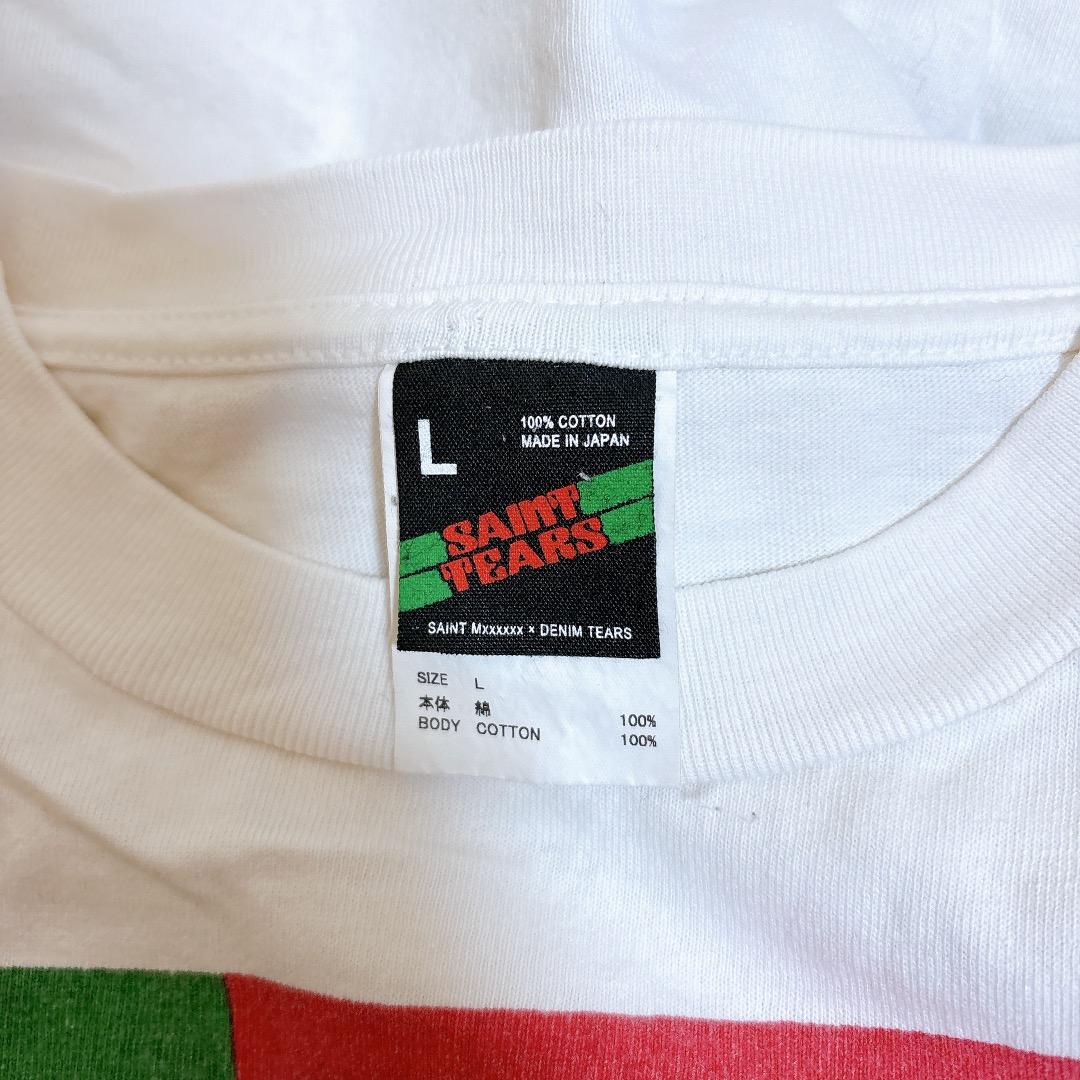 L
100% COTTON
MADE IN JAPAN
SAINT
TEARS
SAINT Mxxxxxx × DENIM TEARS
SIZE L
本体 綿 100%
BODY COTTON 100%